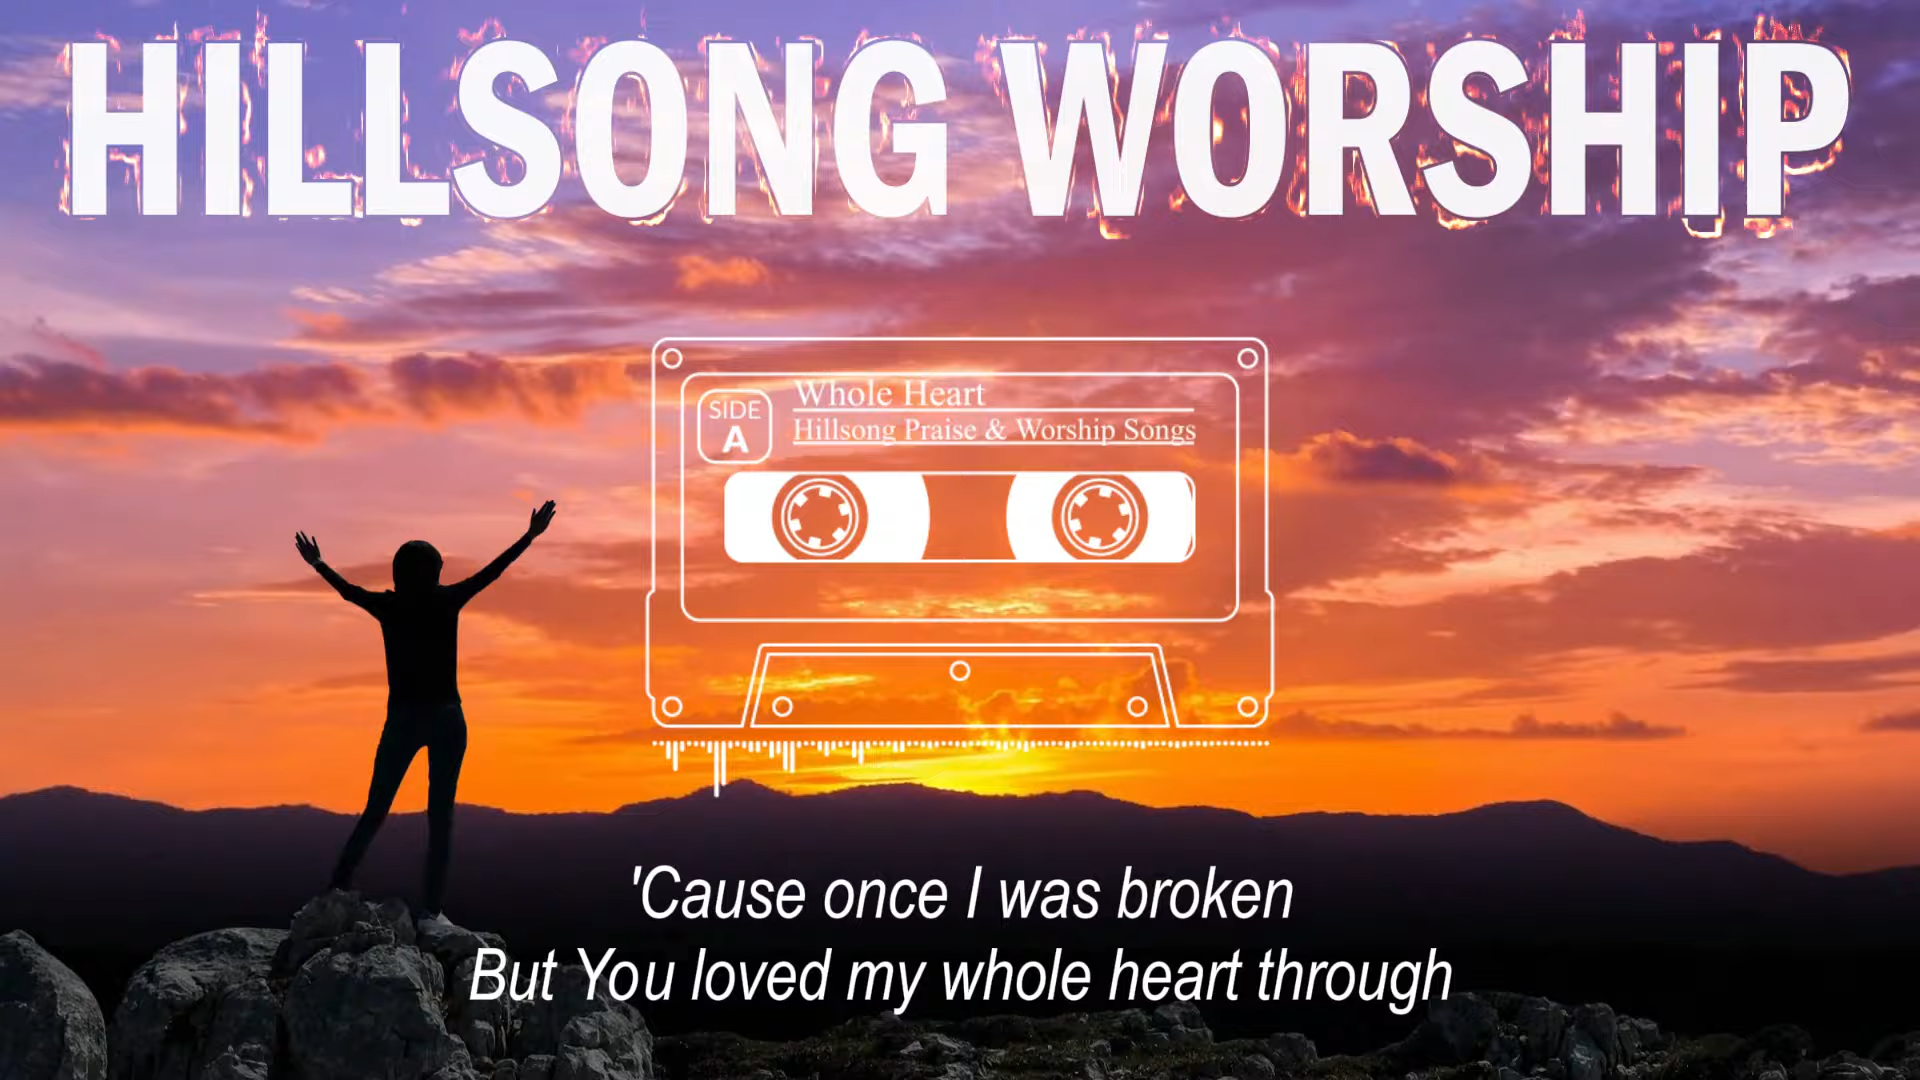 HILLSONG WORSHIP
SIDE
A
Whole Heart
Hillsong Praise & Worship Songs
'Cause once I was broken
But You loved my whole heart through